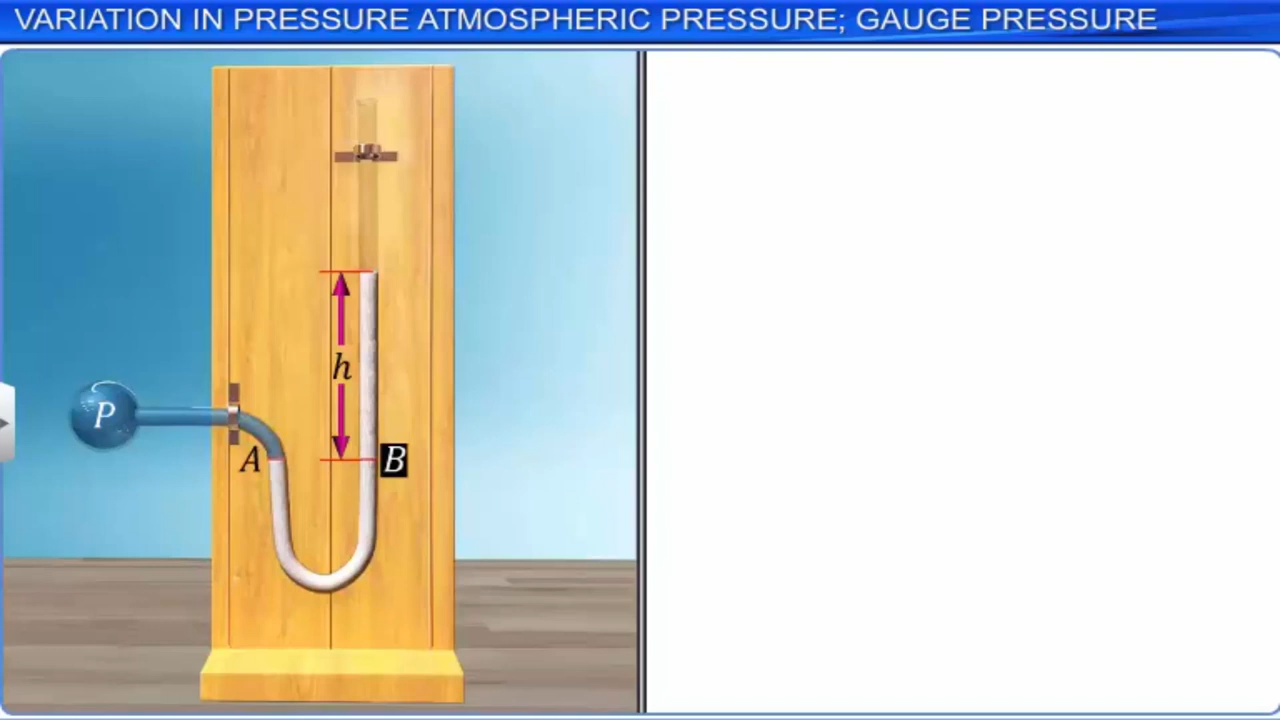 VARIATION IN PRESSURE ATMOSPHERIC PRESSURE; GAUGE PRESSURE
h
P
A
B